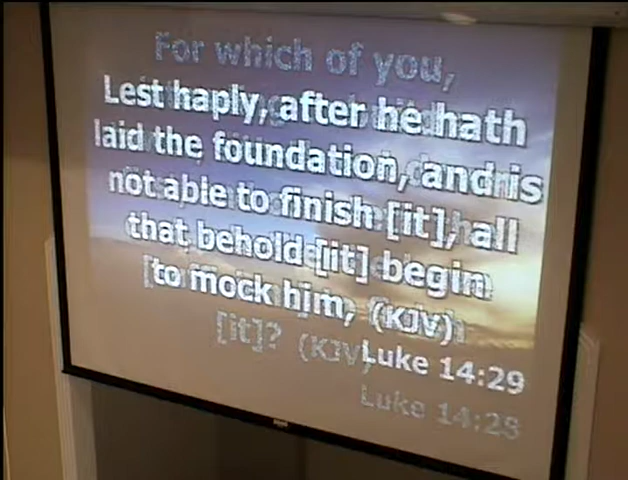 For which of you,
Lest haply, after he hath
laid the foundation, and is
not able to finish [it], all
that behold [it] begin
to mock him, (KJV)
[it]? (KJV)
Luke 14:29
Luke 14:28